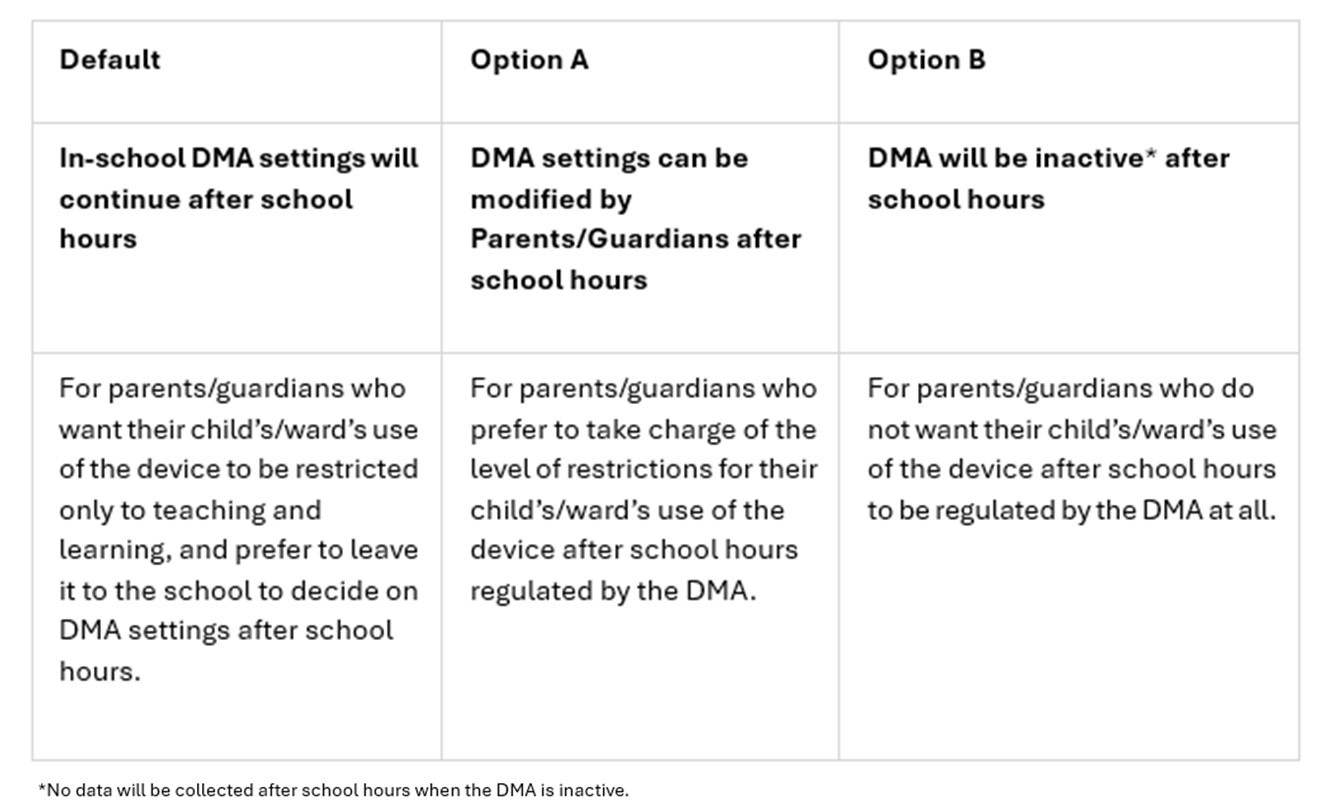 Default
Option A
Option B
In-school DMA settings will
continue after school
hours
DMA settings can be
modified by
Parents/Guardians after
school hours
DMA will be inactive* after
school hours
For parents/guardians who
want their child’s/ward’s use
of the device to be restricted
only to teaching and
learning, and prefer to leave
it to the school to decide on
DMA settings after school
hours.
For parents/guardians who
prefer to take charge of the
level of restrictions for their
child’s/ward’s use of the
device after school hours
regulated by the DMA.
For parents/guardians who do
not want their child’s/ward’s use
of the device after school hours
to be regulated by the DMA at all.
*No data will be collected after school hours when the DMA is inactive.